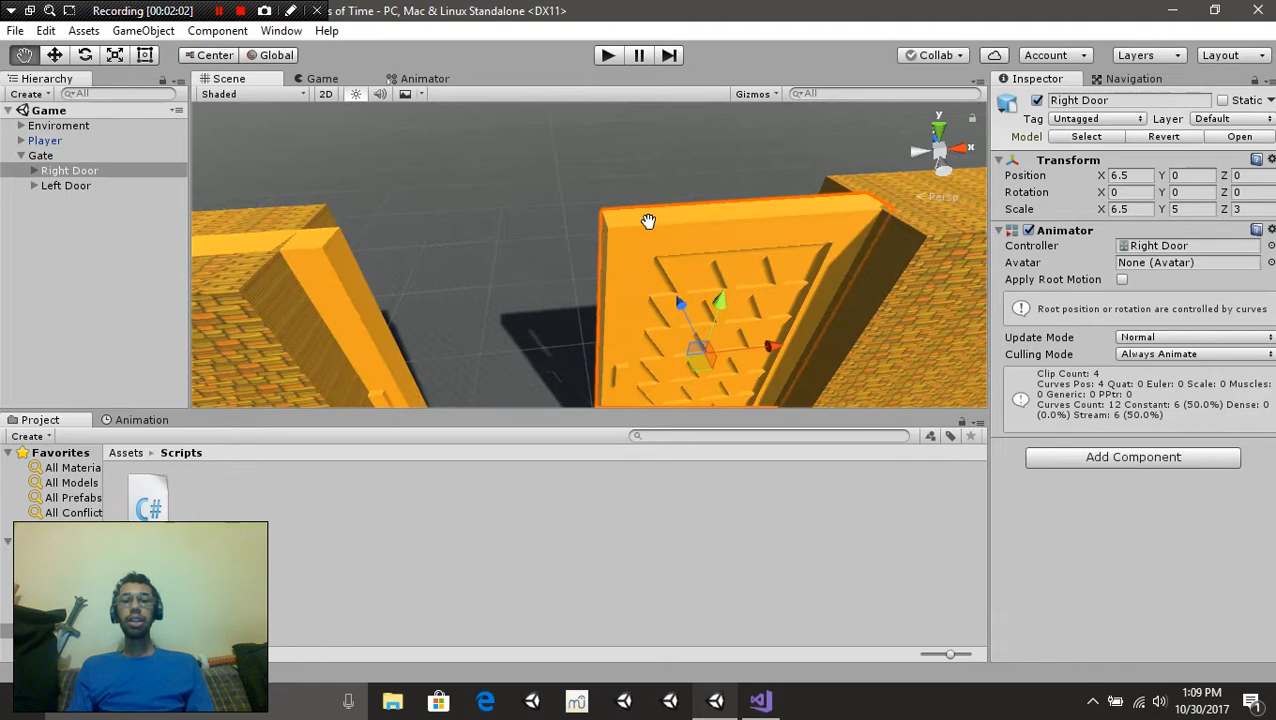 Recording [00:02:02]
s of Time - PC, Mac & Linux Standalone <DX11>
File Edit Assets GameObject Component Window Help
Center Global Collab Account Layers Layout
Hierarchy Scene Game Animator Inspector Navigation
Create All Shaded 2D Gizmos All Right Door Static
Game Tag Untagged Layer Default
Enviroment
Player Model Select Revert Open
Gate Transform
Right Door Position X 6.5 Y 0 Z 0
Left Door Rotation X 0 Y 0 Z 0
Scale X 6.5 Y 5 Z 3
y x Persp
Animator
Controller Right Door
Avatar None (Avatar)
Apply Root Motion
Root position or rotation are controlled by curves
Update Mode Normal
Culling Mode Always Animate
Clip Count: 4
Curves Pos: 4 Quat: 0 Euler: 0 Scale: 0 Muscles:
0 Generic: 0 PPtr: 0
Curves Count: 12 Constant: 6 (50.0%) Dense: 0
(0.0%) Stream: 6 (50.0%)
Add Component
Project Animation
Create
Favorites Assets Scripts
All Materia
All Models
All Prefabs
All Conflict
C#
1:09 PM
10/30/2017
1